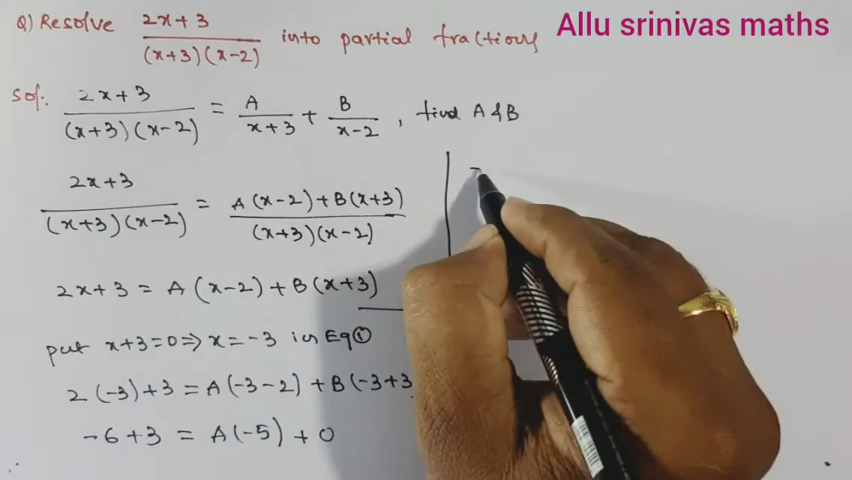 Allu srinivas maths
Q) Resolve 2x+3 / (x+3)(x-2) into partial fractions
Sol: 2x+3 / (x+3)(x-2) = A / x+3 + B / x-2 , find A & B
2x+3 / (x+3)(x-2) = A(x-2)+B(x+3) / (x+3)(x-2)
2x+3 = A(x-2)+B(x+3)
put x+3=0 => x=-3 in Eq①
2(-3)+3 = A(-3-2)+B(-3+3
-6+3 = A(-5)+0